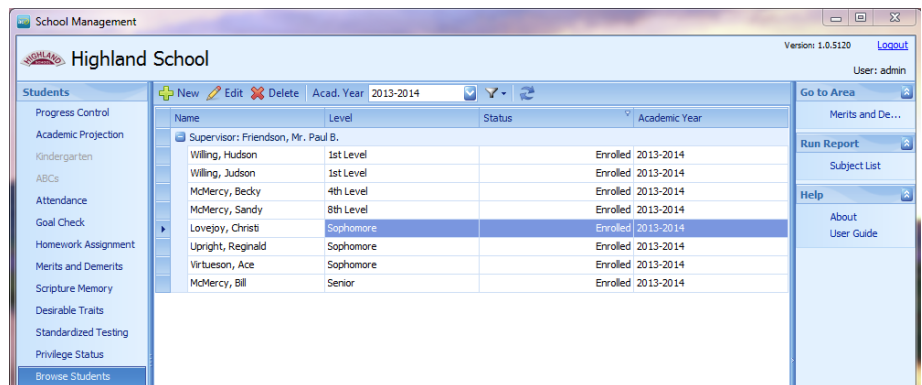 School Management
HIGHLAND
Highland School
Version: 1.0.5120 Logout
User: admin
Students
Progress Control
Academic Projection
Kindergarten
ABCs
Attendance
Goal Check
Homework Assignment
Merits and Demerits
Scripture Memory
Desirable Traits
Standardized Testing
Privilege Status
Browse Students
New Edit Delete Acad. Year 2013-2014
Name Level Status Academic Year
Supervisor: Friendson, Mr. Paul B.
Willing, Hudson 1st Level Enrolled 2013-2014
Willing, Judson 1st Level Enrolled 2013-2014
McMercy, Becky 4th Level Enrolled 2013-2014
McMercy, Sandy 8th Level Enrolled 2013-2014
Lovejoy, Christi Sophomore Enrolled 2013-2014
Upright, Reginald Sophomore Enrolled 2013-2014
Virtueson, Ace Sophomore Enrolled 2013-2014
McMercy, Bill Senior Enrolled 2013-2014
Go to Area
Merits and De...
Run Report
Subject List
Help
About
User Guide